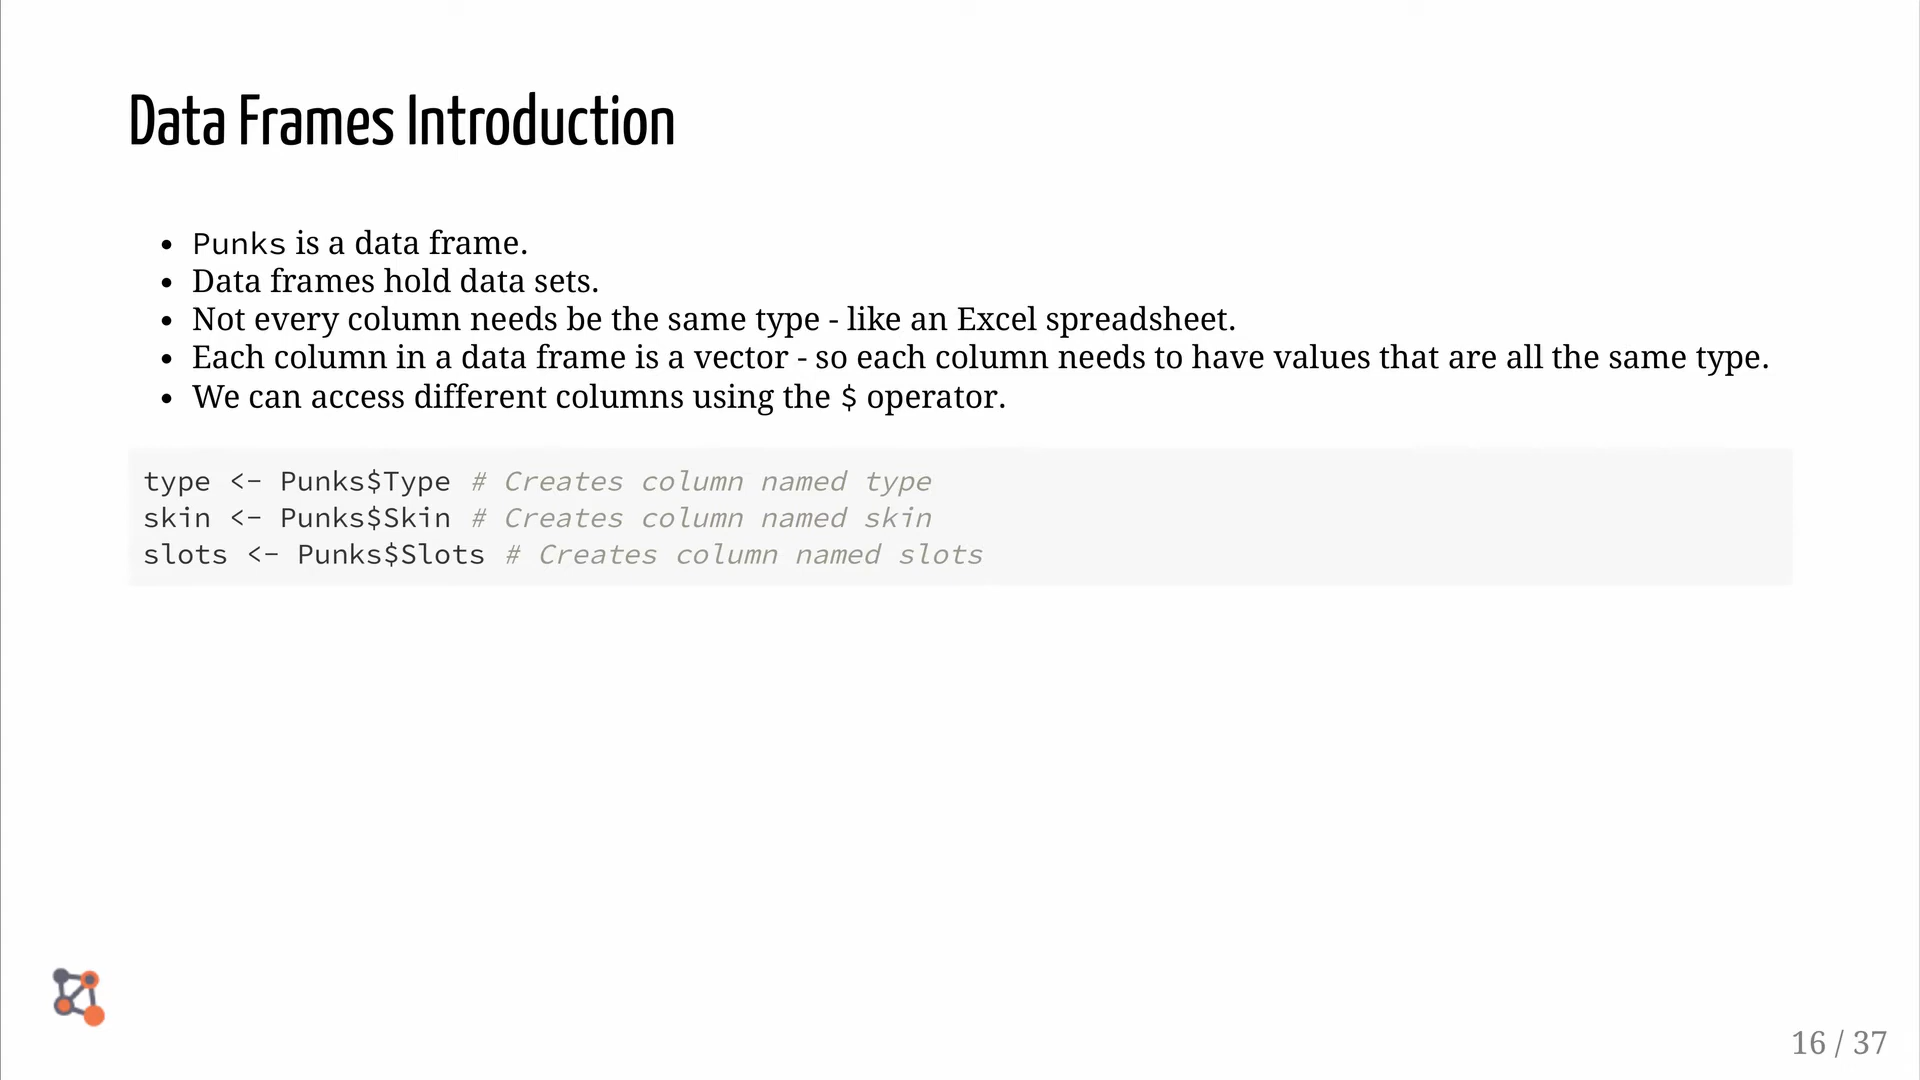 Data Frames Introduction
• Punks is a data frame.
• Data frames hold data sets.
• Not every column needs be the same type - like an Excel spreadsheet.
• Each column in a data frame is a vector - so each column needs to have values that are all the same type.
• We can access different columns using the $ operator.
type <- Punks$Type # Creates column named type
skin <- Punks$Skin # Creates column named skin
slots <- Punks$Slots # Creates column named slots
16 / 37